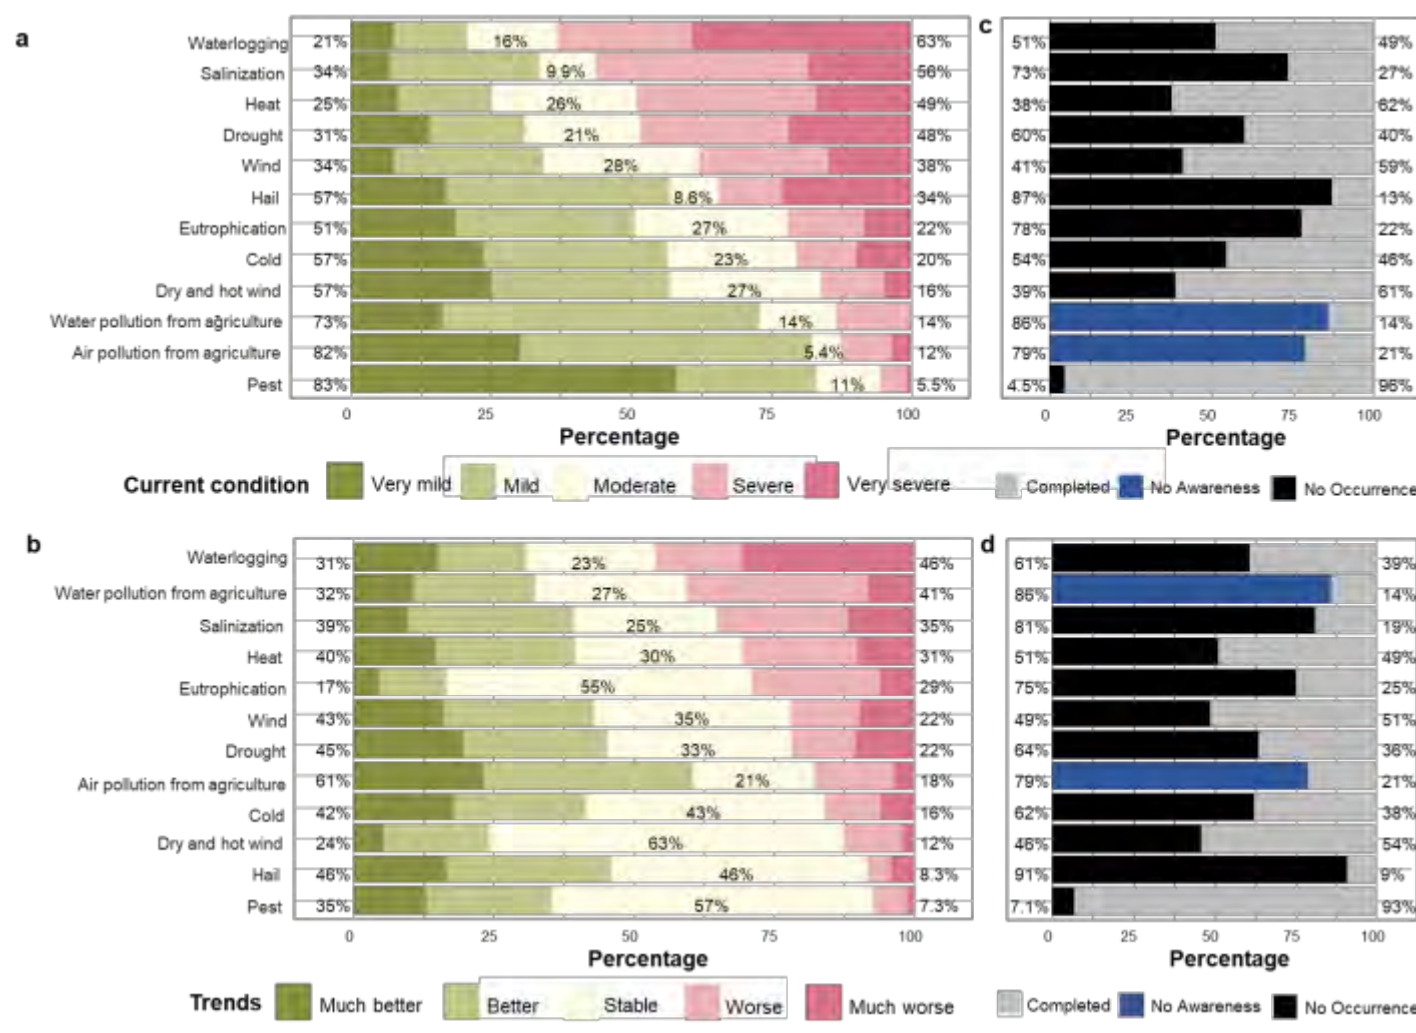 a
c
Waterlogging 21% 16% 63% 51% 49%
Salinization 34% 9.9% 56% 73% 27%
Heat 25% 26% 49% 38% 62%
Drought 31% 21% 48% 60% 40%
Wind 34% 28% 38% 41% 59%
Hail 57% 8.6% 34% 87% 13%
Eutrophication 51% 27% 22% 78% 22%
Cold 57% 23% 20% 54% 46%
Dry and hot wind 57% 27% 16% 39% 61%
Water pollution from agriculture 73% 14% 14% 86% 14%
Air pollution from agriculture 82% 5.4% 12% 79% 21%
Pest 83% 11% 5.5% 4.5% 96%
0 25 50 75 100 0 25 50 75 100
Percentage Percentage
Current condition Very mild Mild Moderate Severe Very severe Completed No Awareness No Occurrence
b
d
Waterlogging 31% 23% 46% 61% 39%
Water pollution from agriculture 32% 27% 41% 86% 14%
Salinization 39% 25% 35% 81% 19%
Heat 40% 30% 31% 51% 49%
Eutrophication 17% 55% 29% 75% 25%
Wind 43% 35% 22% 49% 51%
Drought 45% 33% 22% 64% 36%
Air pollution from agriculture 61% 21% 18% 79% 21%
Cold 42% 43% 16% 62% 38%
Dry and hot wind 24% 63% 12% 46% 54%
Hail 46% 46% 8.3% 91% 9%
Pest 35% 57% 7.3% 7.1% 93%
0 25 50 75 100 0 25 50 75 100
Percentage Percentage
Trends Much better Better Stable Worse Much worse Completed No Awareness No Occurrence